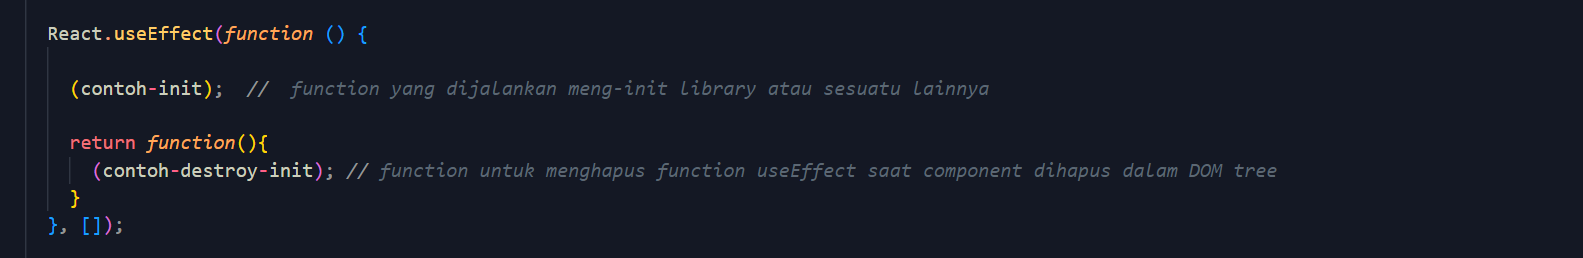 React.useEffect(function () {
(contoh-init);  //  function yang dijalankan meng-init library atau sesuatu lainnya
return function(){
(contoh-destroy-init); // function untuk menghapus function useEffect saat component dihapus dalam DOM tree
}
}, []);